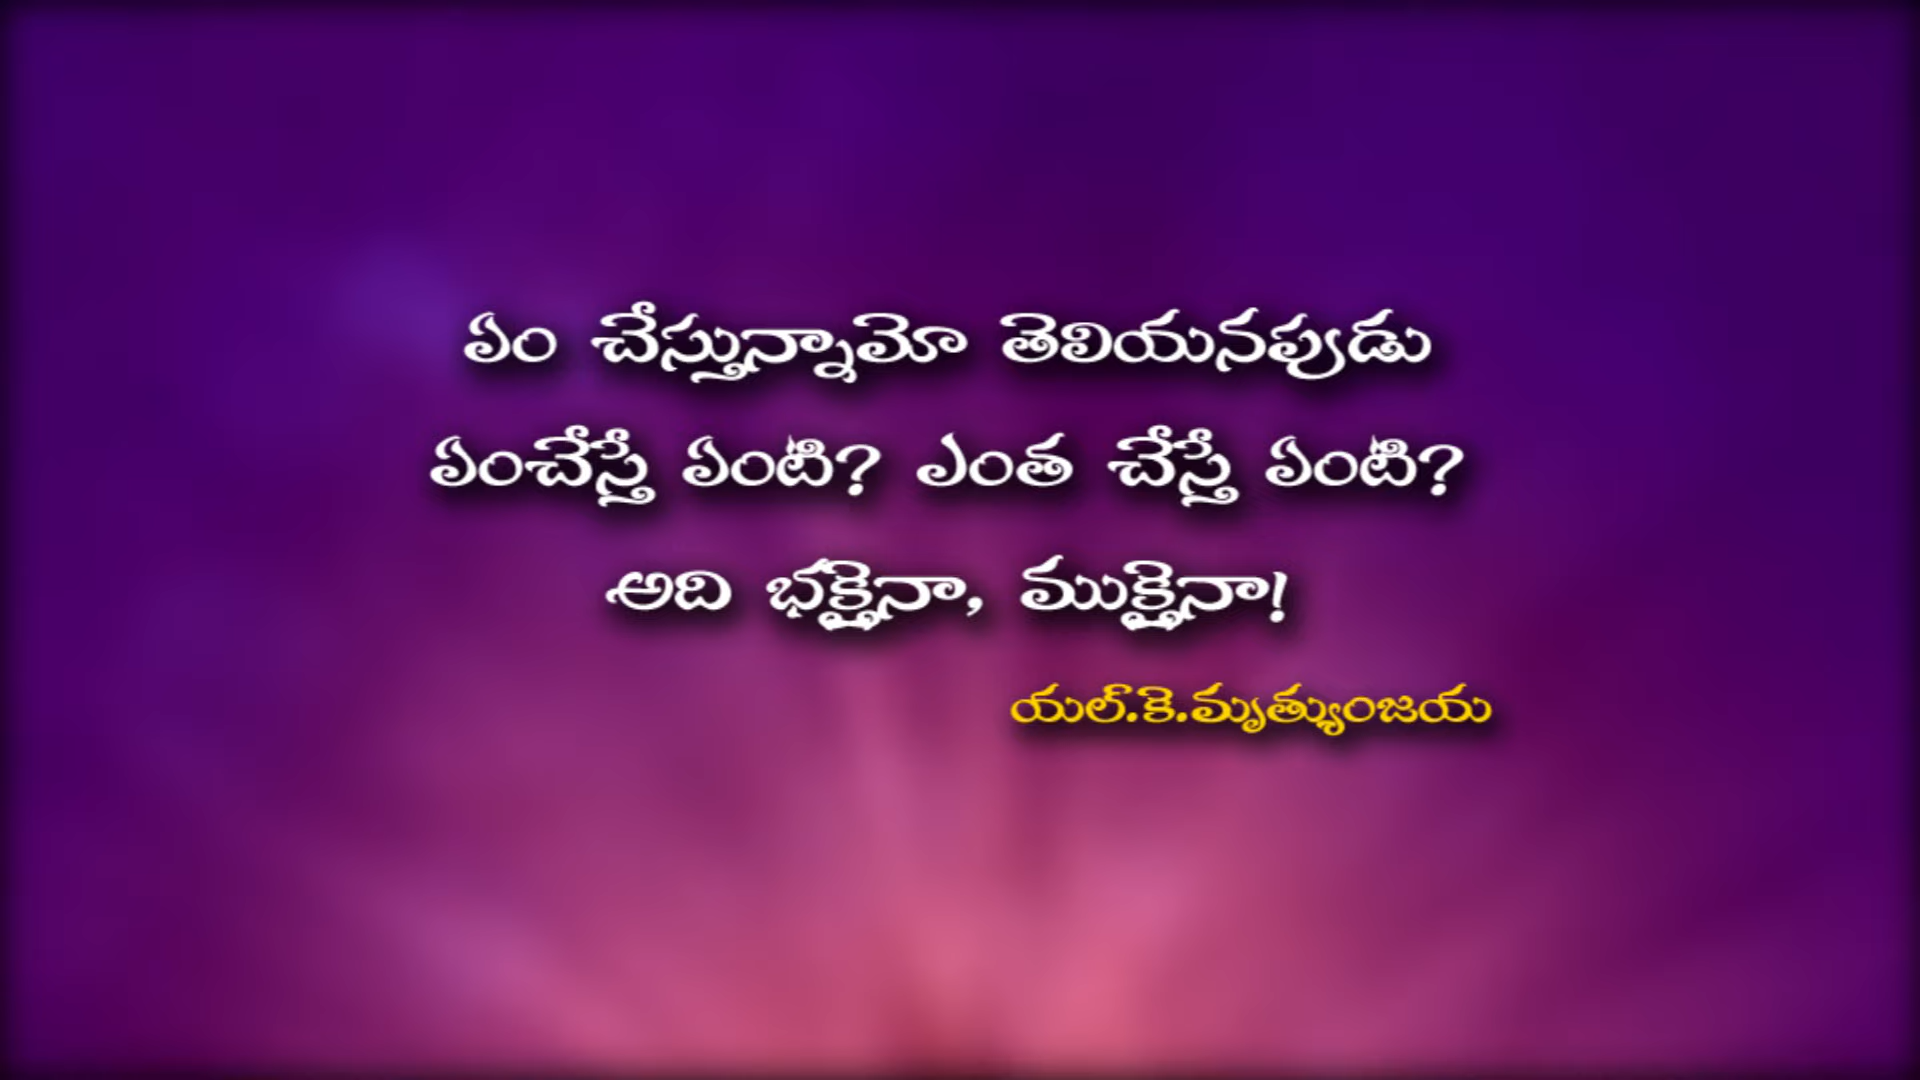 ఏం చేస్తున్నామో తెలియనపుడు
ఏంచేస్తే ఏంటి? ఎంత చేస్తే ఏంటి?
అది భక్తైనా, ముక్తైనా!
యల్.కె.మృత్యుంజయ